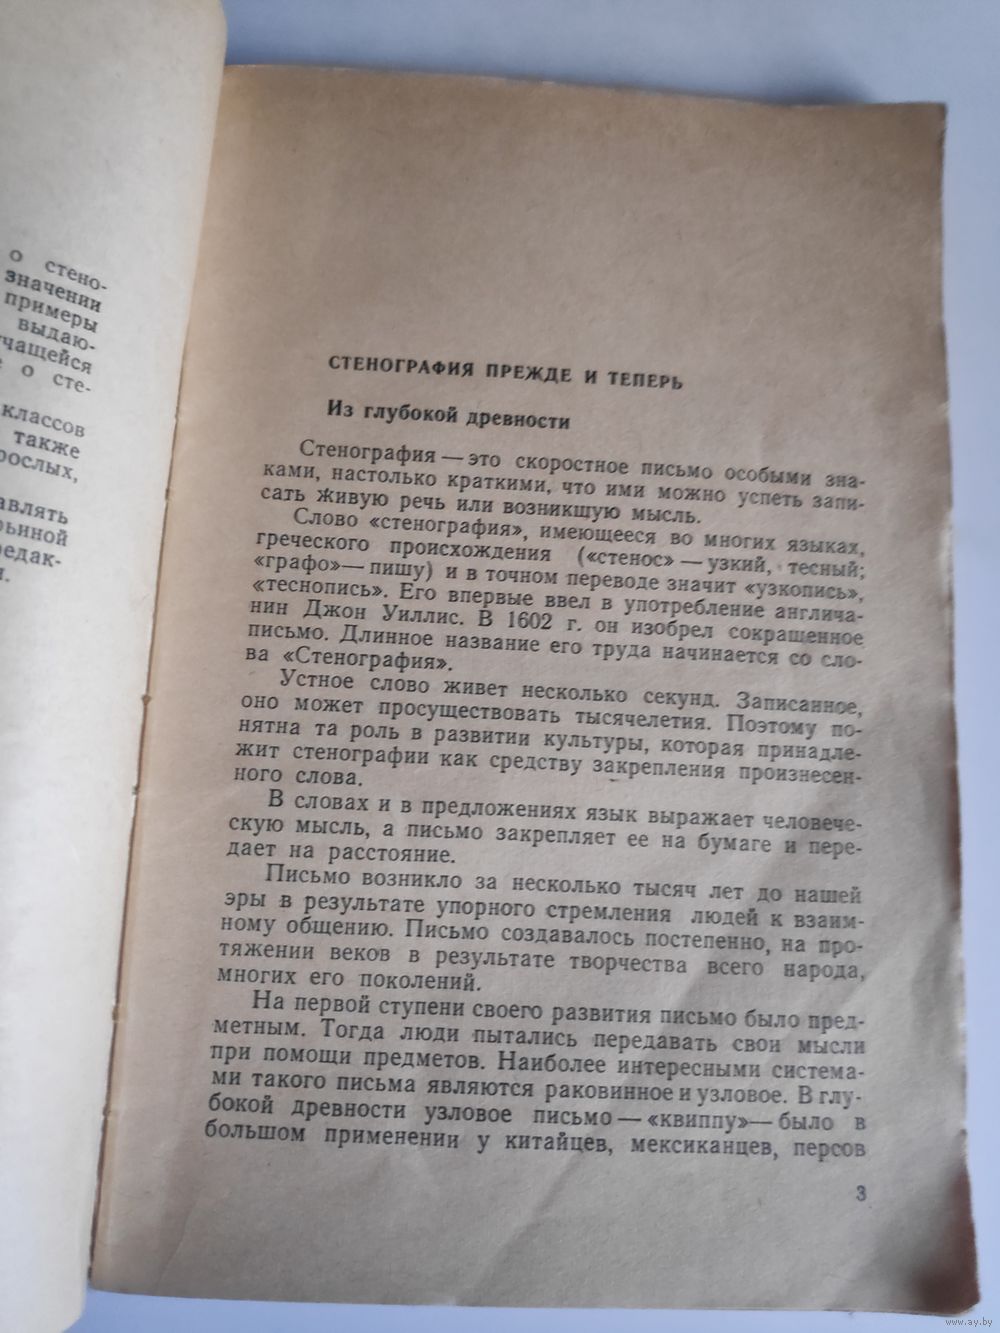 о стено-
значении
примеры
выдаю-
чащейся
о сте-
классов
также
рослых,
авлять
рьинной
редак-
СТЕНОГРАФИЯ ПРЕЖДЕ И ТЕПЕРЬ
Из глубокой древности
Стенография — это скоростное письмо особыми зна-
ками, настолько краткими, что ими можно успеть запи-
сать живую речь или возникшую мысль.
Слово «стенография», имеющееся во многих языках,
греческого происхождения («стенос» — узкий, тесный;
«графо»— пишу) и в точном переводе значит «узкопись»,
«теснопись». Его впервые ввел в употребление англича-
нин Джон Уиллис. В 1602 г. он изобрел сокращенное
письмо. Длинное название его труда начинается со сло-
ва «Стенография».
Устное слово живет несколько секунд. Записанное,
оно может просуществовать тысячелетия. Поэтому по-
нятна та роль в развитии культуры, которая принадле-
жит стенографии как средству закрепления произнесен-
ного слова.
В словах и в предложениях язык выражает человече-
скую мысль, а письмо закрепляет ее на бумаге и пере-
дает на расстояние.
Письмо возникло за несколько тысяч лет до нашей
эры в результате упорного стремления людей к взаим-
ному общению. Письмо создавалось постепенно, на про-
тяжении веков в результате творчества всего народа,
многих его поколений.
На первой ступени своего развития письмо было пред-
метным. Тогда люди пытались передавать свои мысли
при помощи предметов. Наиболее интересными система-
ми такого письма являются раковинное и узловое. В глу-
бокой древности узловое письмо — «квиппу»— было в
большом применении у китайцев, мексиканцев, персов
3
www.ay.by